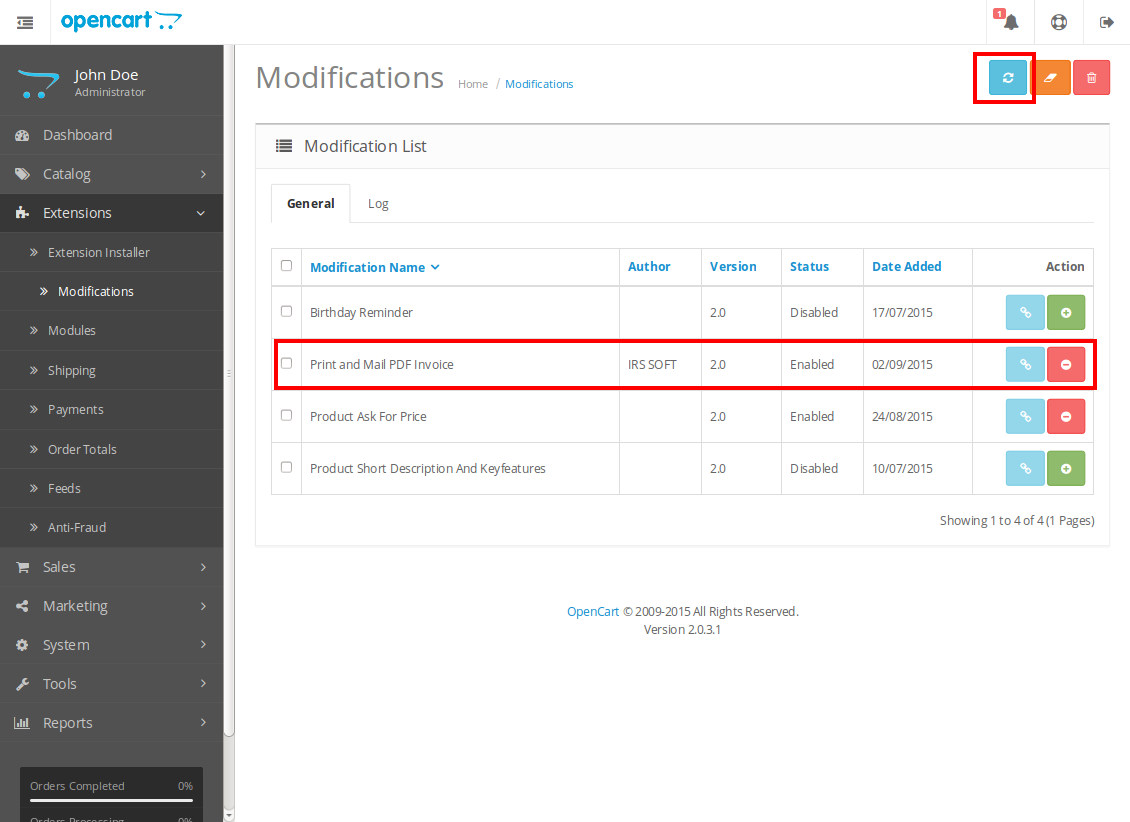 opencart
1
John Doe
Administrator
Modifications
Home / Modifications
Dashboard
Catalog
Extensions
Extension Installer
Modifications
Modules
Shipping
Payments
Order Totals
Feeds
Anti-Fraud
Sales
Marketing
System
Tools
Reports
Orders Completed 0%
Orders Processing 0%
Modification List
General Log
Modification Name Author Version Status Date Added Action
Birthday Reminder 2.0 Disabled 17/07/2015
Print and Mail PDF Invoice IRS SOFT 2.0 Enabled 02/09/2015
Product Ask For Price 2.0 Enabled 24/08/2015
Product Short Description And Keyfeatures 2.0 Disabled 10/07/2015
Showing 1 to 4 of 4 (1 Pages)
OpenCart © 2009-2015 All Rights Reserved.
Version 2.0.3.1